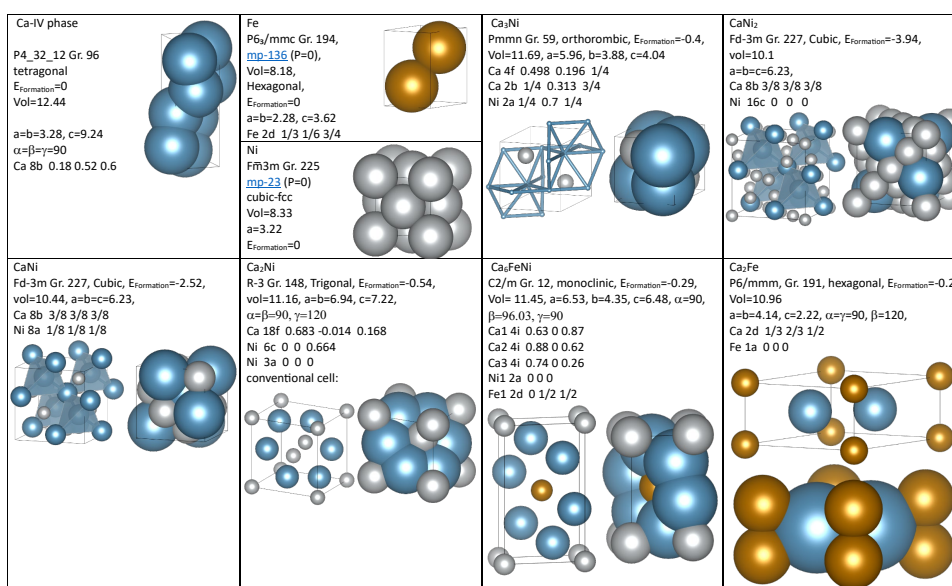 Ca-IV phase
P4_32_12 Gr. 96
tetragonal
EFormation=0
Vol=12.44
a=b=3.28, c=9.24
α=β=γ=90
Ca 8b 0.18 0.52 0.6
Fe
P6₃/mmc Gr. 194,
mp-136 (P=0),
Vol=8.18,
Hexagonal,
EFormation=0
a=b=2.28, c=3.62
Fe 2d 1/3 1/6 3/4
Ni
Fm̄3m Gr. 225
mp-23 (P=0)
cubic-fcc
Vol=8.33
a=3.22
EFormation=0
Ca₃Ni
Pmmn Gr. 59, orthorombic, EFormation=-0.4,
Vol=11.69, a=5.96, b=3.88, c=4.04
Ca 4f 0.498 0.196 1/4
Ca 2b 1/4 0.313 3/4
Ni 2a 1/4 0.7 1/4
CaNi₂
Fd-3m Gr. 227, Cubic, EFormation=-3.94,
vol=10.1
a=b=c=6.23,
Ca 8b 3/8 3/8 3/8
Ni 16c 0 0 0
CaNi
Fd-3m Gr. 227, Cubic, EFormation=-2.52,
vol=10.44, a=b=c=6.23,
Ca 8b 3/8 3/8 3/8
Ni 8a 1/8 1/8 1/8
Ca₂Ni
R-3 Gr. 148, Trigonal, EFormation=-0.54,
vol=11.16, a=b=6.94, c=7.22,
α=β=90, γ=120
Ca 18f 0.683 -0.014 0.168
Ni 6c 0 0 0.664
Ni 3a 0 0 0
conventional cell:
Ca₆FeNi
C2/m Gr. 12, monoclinic, EFormation=-0.29,
Vol= 11.45, a=6.53, b=4.35, c=6.48, α=90,
β=96.03, γ=90
Ca1 4i 0.63 0 0.87
Ca2 4i 0.88 0 0.62
Ca3 4i 0.74 0 0.26
Ni1 2a 0 0 0
Fe1 2d 0 1/2 1/2
Ca₂Fe
P6/mmm, Gr. 191, hexagonal, EFormation=-0.2
Vol=10.96
a=b=4.14, c=2.22, α=γ=90, β=120,
Ca 2d 1/3 2/3 1/2
Fe 1a 0 0 0